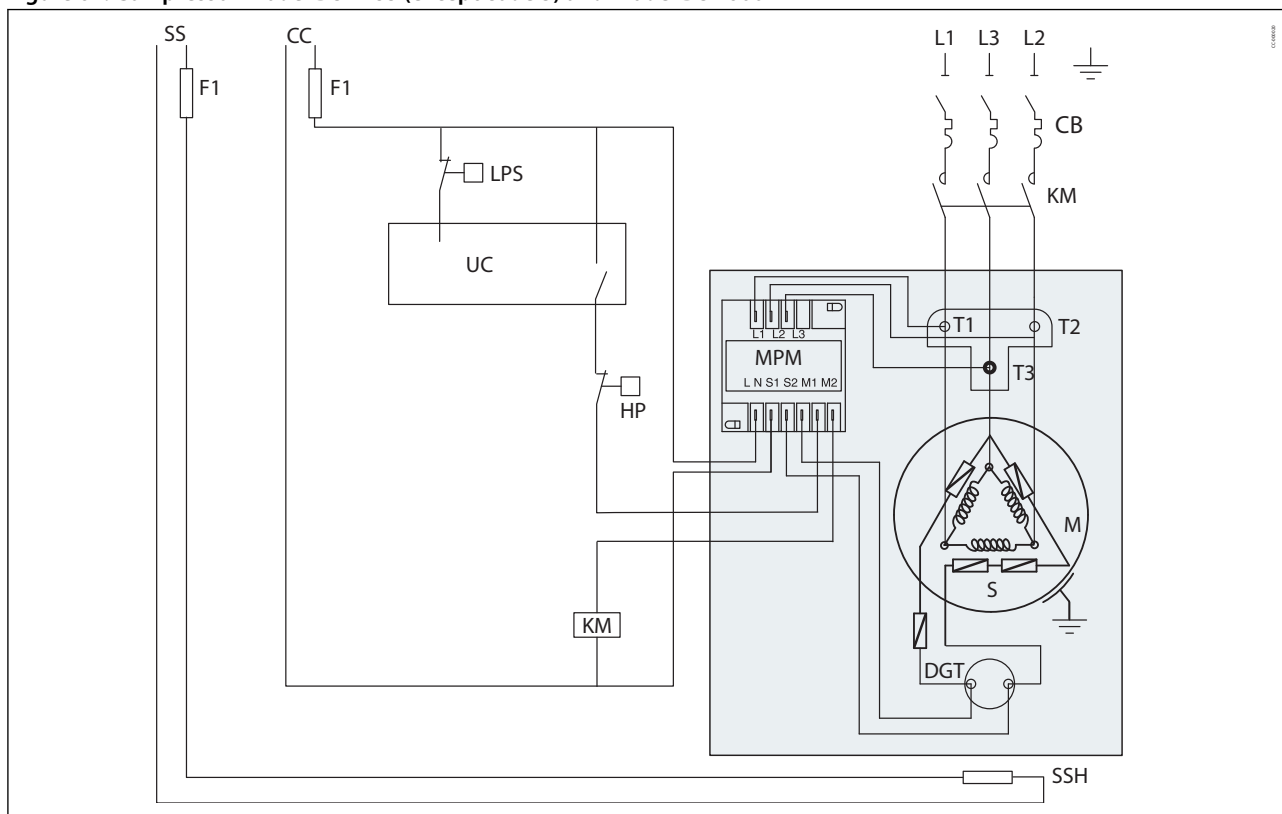 SS
CC
L1 L3 L2
F1
F1
CB
LPS
KM
UC
L1 L2 L3
T1
T2
MPM
T3
L N S1 S2 M1 M2
HP
M
S
KM
DGT
SSH